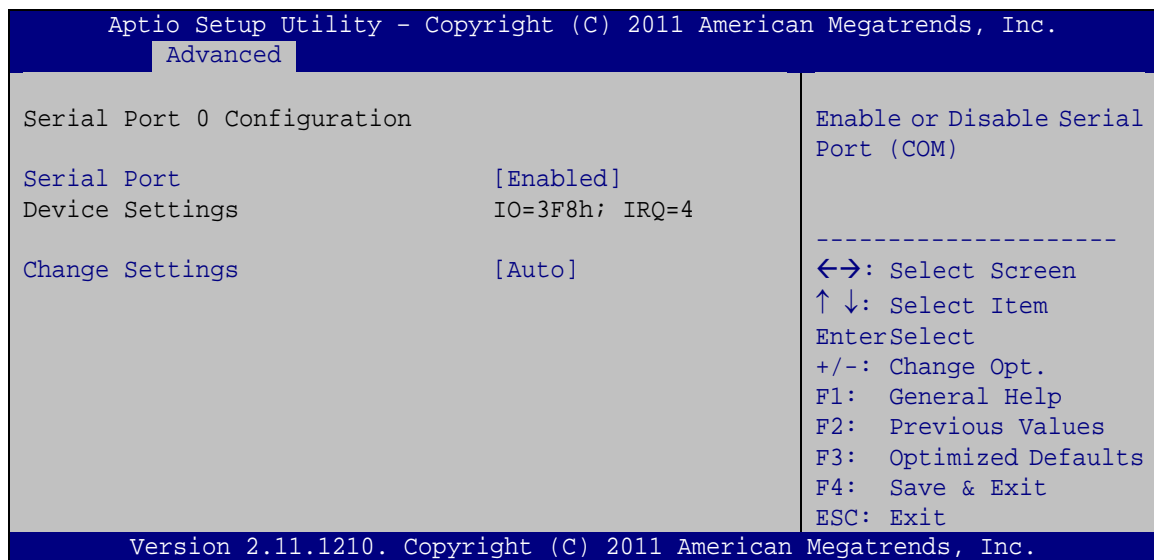 Aptio Setup Utility – Copyright (C) 2011 American Megatrends, Inc.
Advanced
Serial Port 0 Configuration
Serial Port [Enabled]
Device Settings IO=3F8h; IRQ=4
Change Settings [Auto]
Enable or Disable Serial
Port (COM)
---------------------
←→: Select Screen
↑ ↓: Select Item
EnterSelect
+/-: Change Opt.
F1: General Help
F2: Previous Values
F3: Optimized Defaults
F4: Save & Exit
ESC: Exit
Version 2.11.1210. Copyright (C) 2011 American Megatrends, Inc.